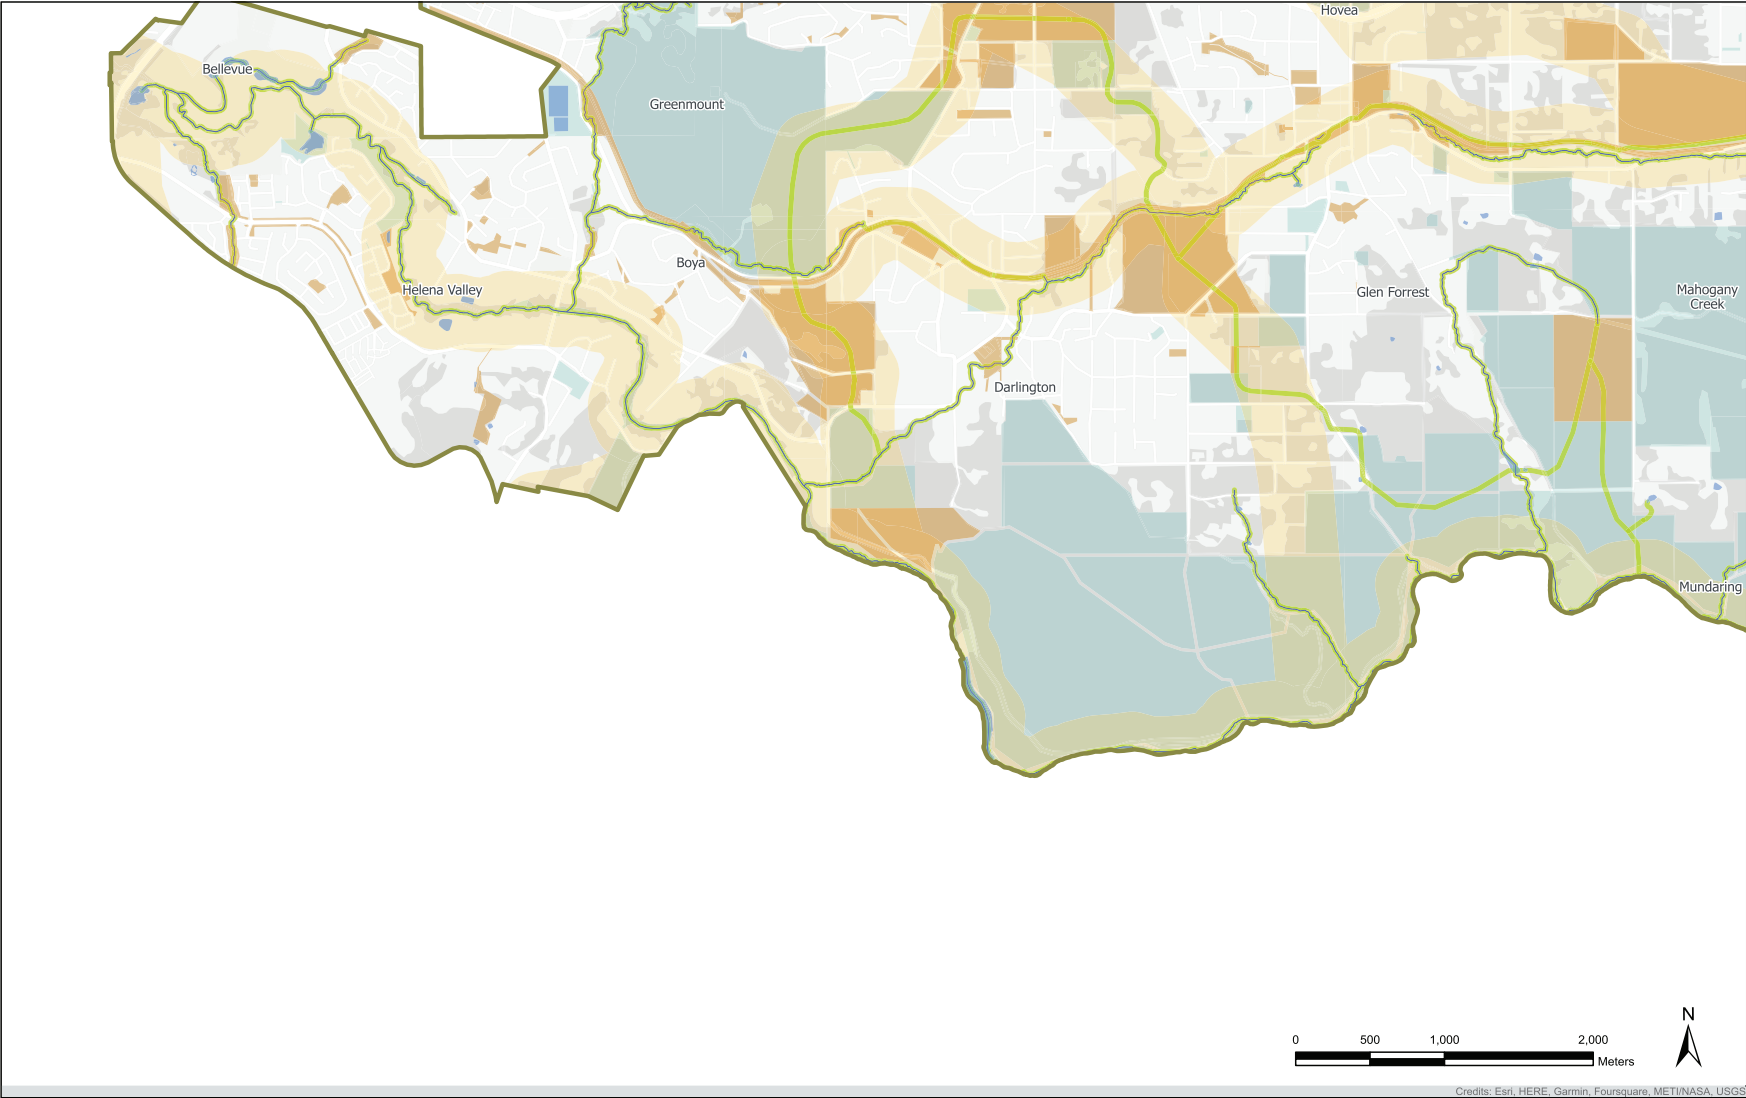 Hovea
Bellevue
Greenmount
Boya
Helena Valley
Glen Forrest
Mahogany
Creek
Darlington
Mundaring
N
0 500 1,000 2,000
Meters
Credits: Esri, HERE, Garmin, Foursquare, METI/NASA, USGS